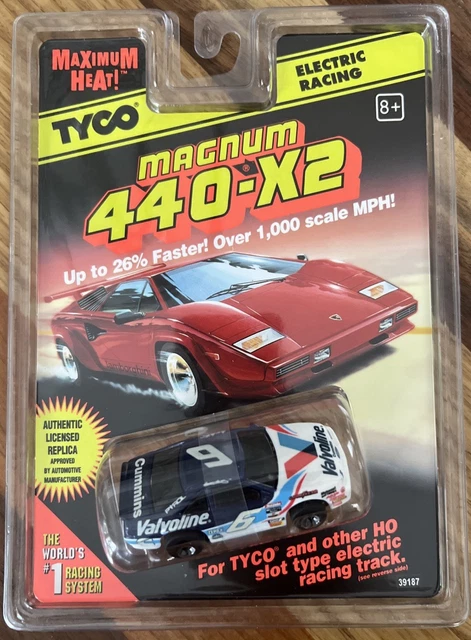 MAXIMUM
HEAT!™
TYCO®
ELECTRIC
RACING
8+
MAGNUM
440-X2
Up to 26% Faster! Over 1,000 scale MPH!
AUTHENTIC
LICENSED
REPLICA
APPROVED
BY AUTOMOTIVE
MANUFACTURER
THE
WORLD'S
#1 RACING
SYSTEM
Cummins
6
Valvoline
Valvoline
6
For TYCO® and other HO
slot type electric
racing track.
(see reverse side)
39187